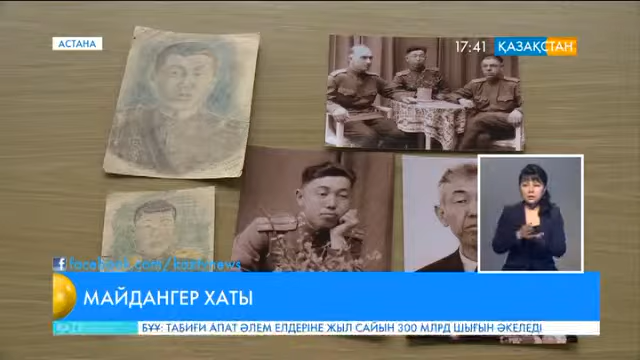 АСТАНА
17:41 ҚАЗАҚСТАН
facebook.com/kaztrknews
МАЙДАНГЕР ХАТЫ
БҰҰ: ТАБИҒИ АПАТ ӘЛЕМ ЕЛДЕРІНЕ ЖЫЛ САЙЫН 300 МЛРД ШЫҒЫН ӘКЕЛЕДІ